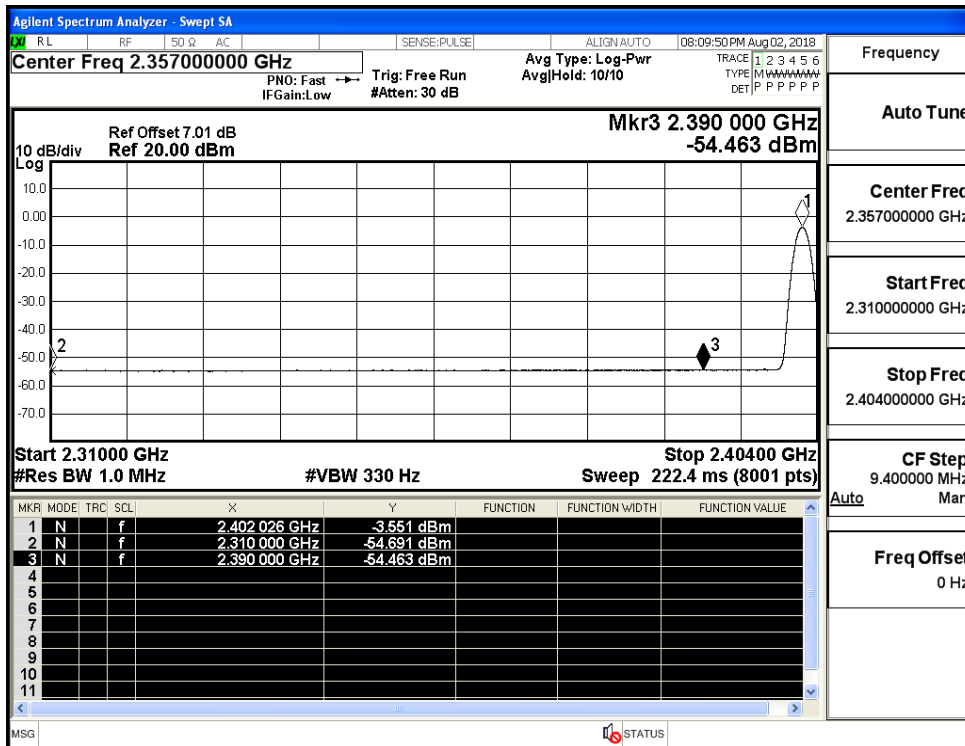 Agilent Spectrum Analyzer - Swept SA
LXI RL RF 50 Ω AC SENSE:PULSE ALIGN AUTO 08:09:50 PM Aug 02, 2018
Center Freq 2.357000000 GHz
PNO: Fast
IFGain:Low
Trig: Free Run
#Atten: 30 dB
Avg Type: Log-Pwr
Avg|Hold: 10/10
TRACE 1 2 3 4 5 6
TYPE M WWWWW
DET P P P P P P
Ref Offset 7.01 dB
10 dB/div Ref 20.00 dBm
Log
Mkr3 2.390 000 GHz
-54.463 dBm
10.0
0.00
-10.0
-20.0
-30.0
-40.0
-50.0
-60.0
-70.0
1
2
3
Start 2.31000 GHz Stop 2.40400 GHz
#Res BW 1.0 MHz #VBW 330 Hz Sweep 222.4 ms (8001 pts)
MKR MODE TRC SCL X Y FUNCTION FUNCTION WIDTH FUNCTION VALUE
1 N f 2.402 026 GHz -3.551 dBm
2 N f 2.310 000 GHz -54.691 dBm
3 N f 2.390 000 GHz -54.463 dBm
4
5
6
7
8
9
10
11
MSG STATUS
Frequency
Auto Tune
Center Freq
2.357000000 GHz
Start Freq
2.310000000 GHz
Stop Freq
2.404000000 GHz
CF Step
9.400000 MHz
Auto Man
Freq Offset
0 Hz